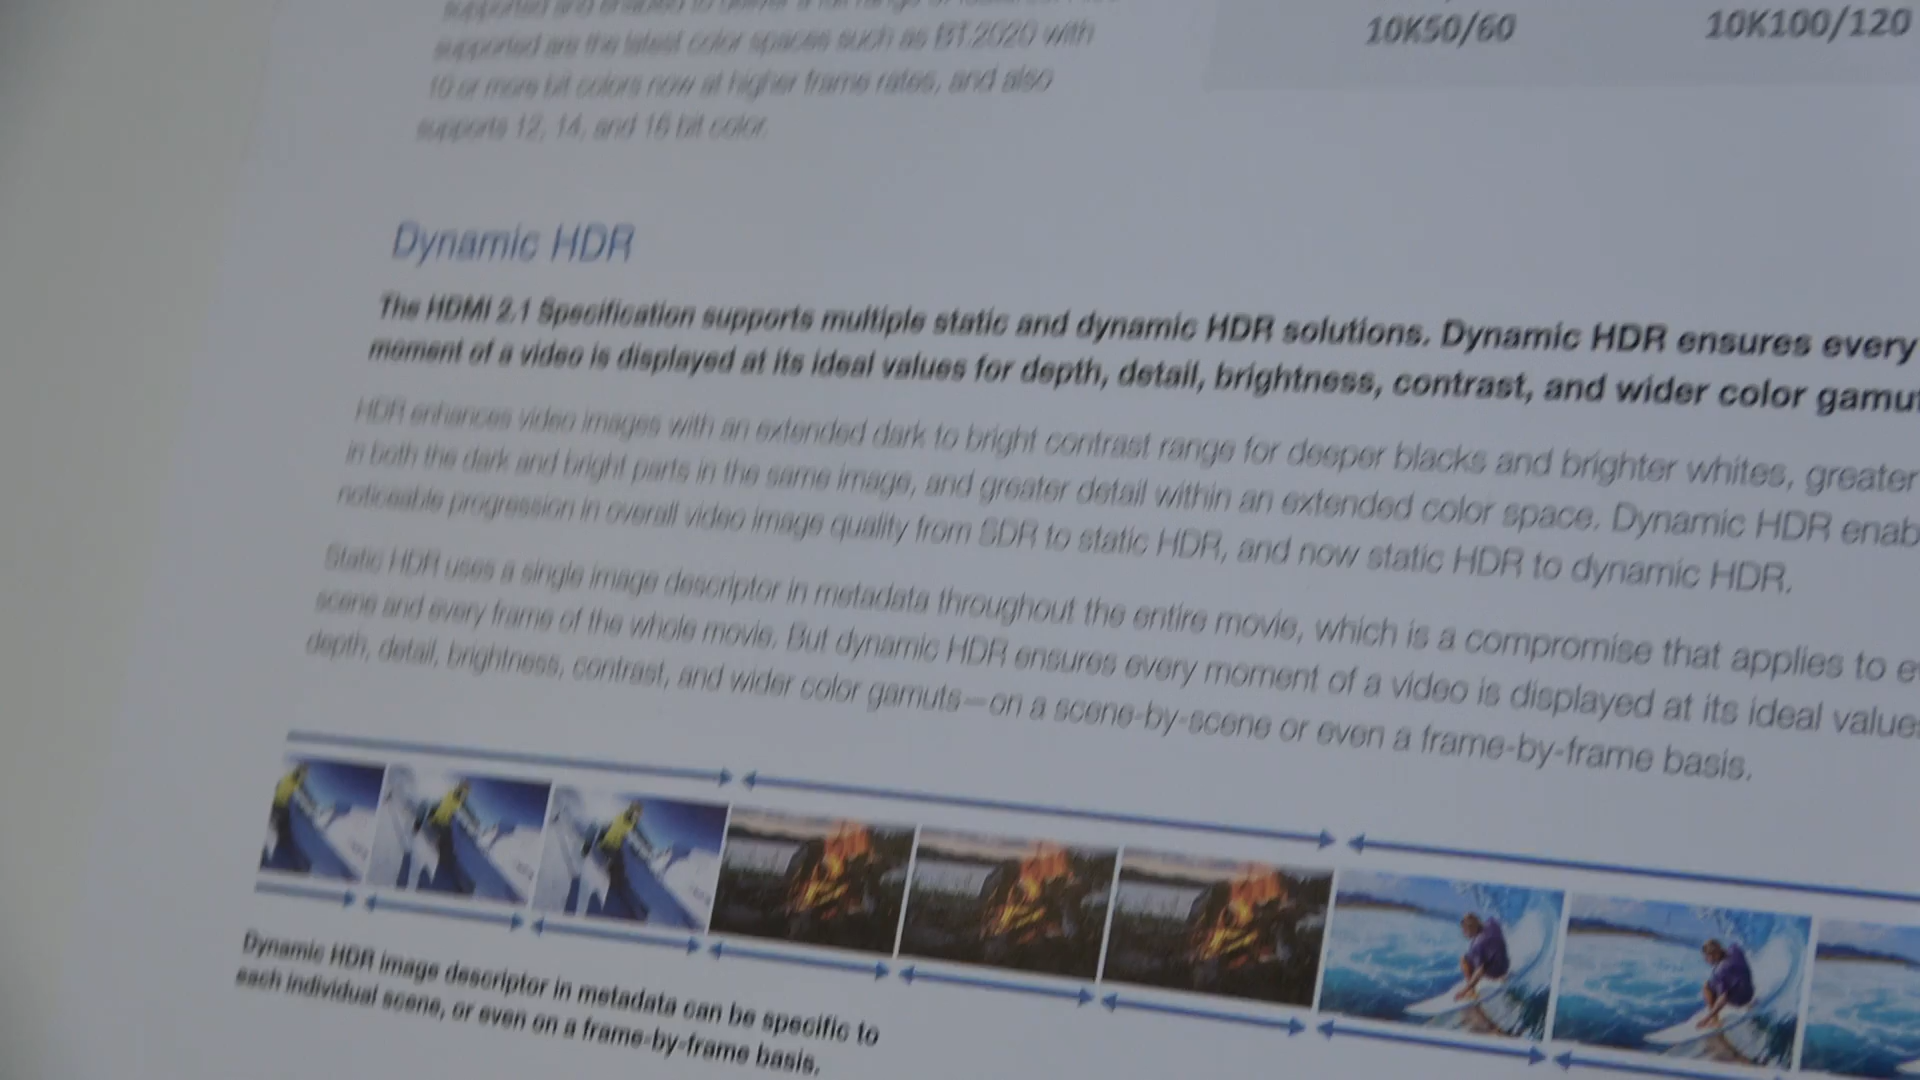 supported are the latest color spaces such as BT.2020 with
10 or more bit colors now at higher frame rates, and also
supports 12, 14, and 16 bit color.
10K50/60
10K100/120
Dynamic HDR
The HDMI 2.1 Specification supports multiple static and dynamic HDR solutions. Dynamic HDR ensures every
moment of a video is displayed at its ideal values for depth, detail, brightness, contrast, and wider color
HDR enhances video images with an extended dark to bright contrast range for deeper blacks and brighter whites, greater
in both the dark and bright parts in the same image, and greater detail within an extended color space. Dynamic HDR enab
noticeable progression in overall video image quality from SDR to static HDR, and now static HDR to dynamic HDR.
Static HDR uses a single image descriptor in metadata throughout the entire movie, which is a compromise that applies to
scene and every frame of the whole movie. But dynamic HDR ensures every moment of a video is displayed at its ideal
depth, detail, brightness, contrast, and wider color gamuts—on a scene-by-scene or even a frame-by-frame basis.
Dynamic HDR image descriptor in metadata can be specific to
each individual scene, or even on a frame-by-frame basis.